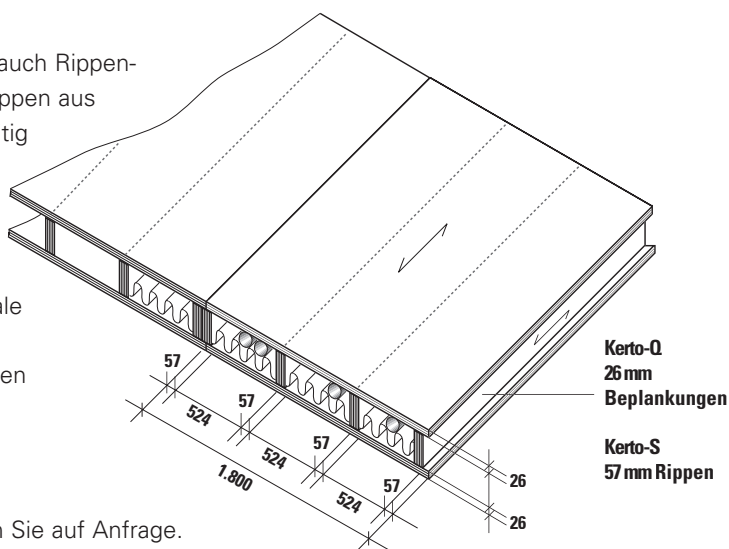 auch Rippen-
ppen aus
tig
ale
en
n Sie auf Anfrage.
Kerto-Q
26 mm
Beplankungen
Kerto-S
57 mm Rippen
57
524
57
524
57
524
57
1.800
26
26